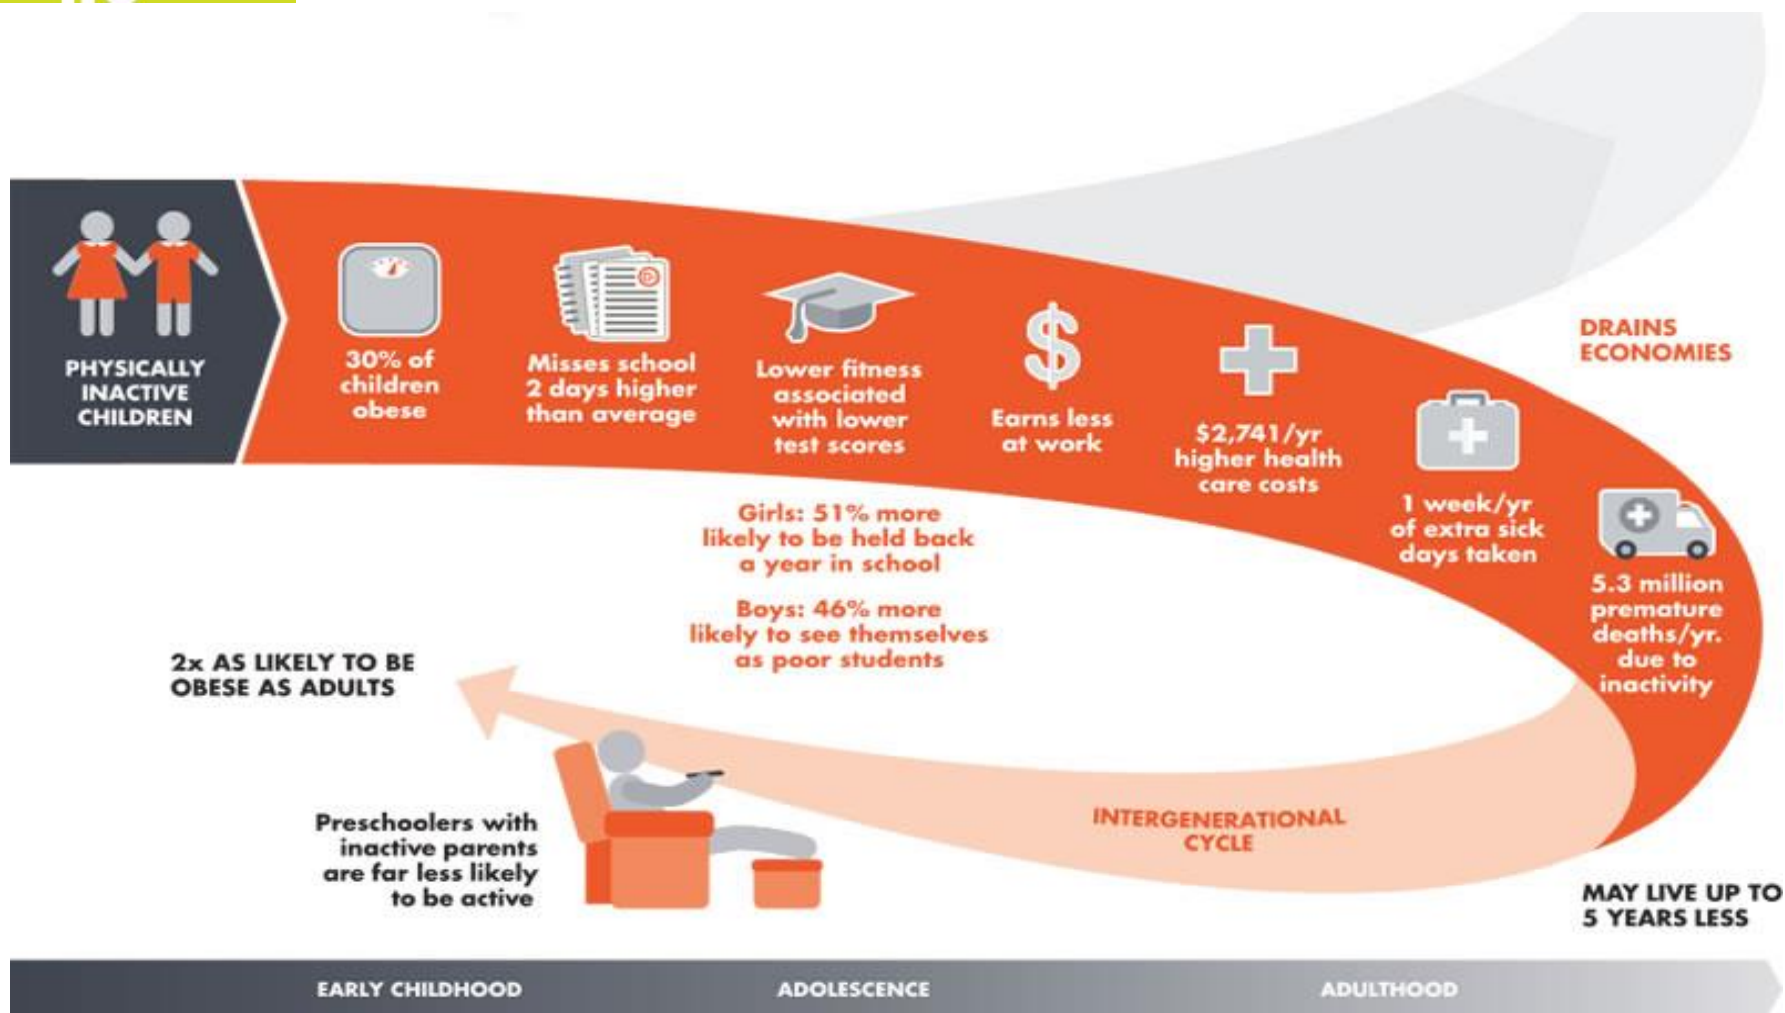 PHYSICALLY
INACTIVE
CHILDREN
30% of
children
obese
Misses school
2 days higher
than average
Lower fitness
associated
with lower
test scores
Earns less
at work
$2,741/yr
higher health
care costs
1 week/yr
of extra sick
days taken
5.3 million
premature
deaths/yr.
due to
inactivity
DRAINS
ECONOMIES
Girls: 51% more
likely to be held back
a year in school
Boys: 46% more
likely to see themselves
as poor students
2x AS LIKELY TO BE
OBESE AS ADULTS
Preschoolers with
inactive parents
are far less likely
to be active
INTERGENERATIONAL
CYCLE
MAY LIVE UP TO
5 YEARS LESS
EARLY CHILDHOOD
ADOLESCENCE
ADULTHOOD